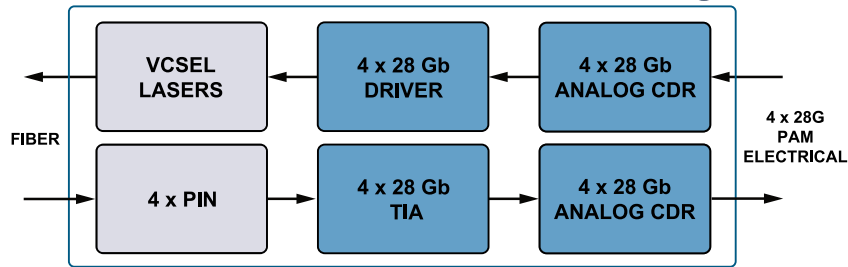 VCSEL
LASERS
4 x 28 Gb
DRIVER
4 x 28 Gb
ANALOG CDR
FIBER
4 x 28G
PAM
ELECTRICAL
4 x PIN
4 x 28 Gb
TIA
4 x 28 Gb
ANALOG CDR